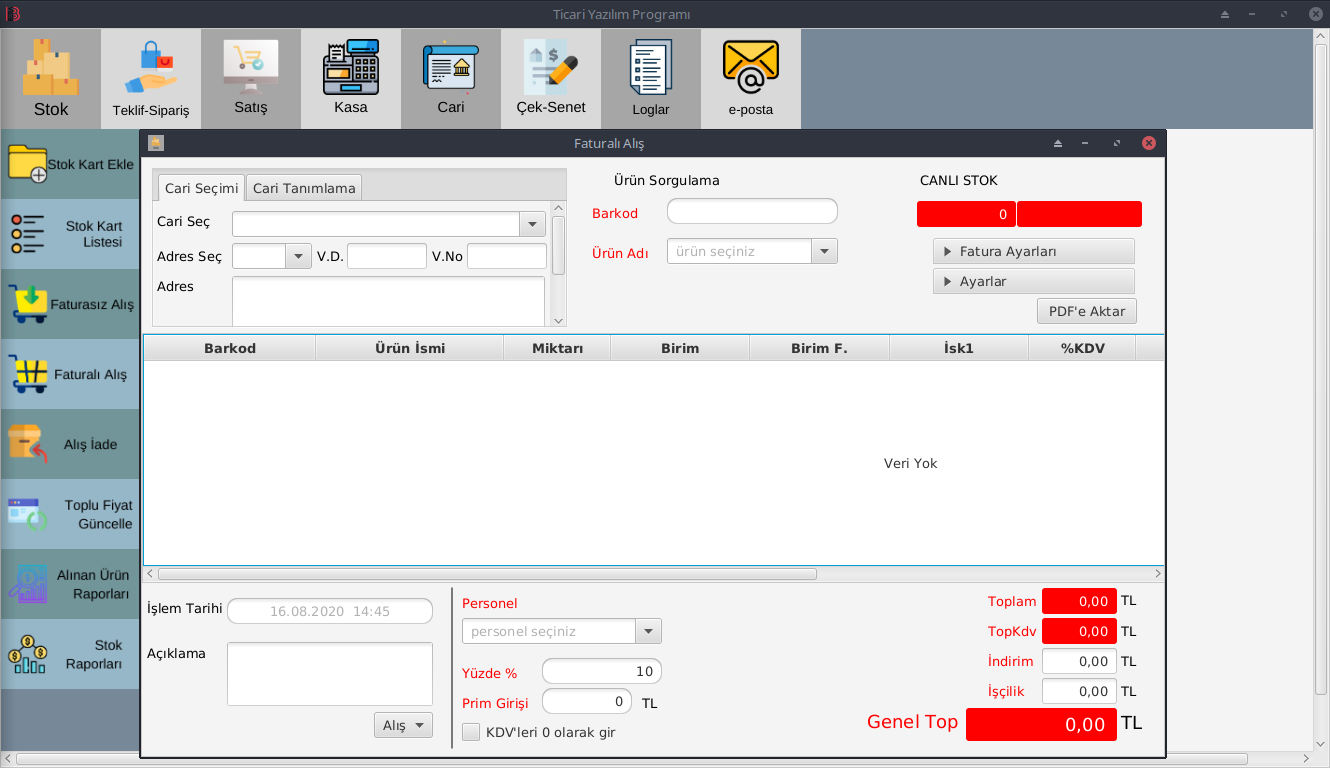 Ticari Yazılım Programı
Stok
Teklif-Sipariş
Satış
Kasa
Cari
Çek-Senet
Loglar
e-posta
Stok Kart Ekle
Stok Kart
Listesi
Faturasız Alış
Faturalı Alış
Alış İade
Toplu Fiyat
Güncelle
Alınan Ürün
Raporları
Stok
Raporları
Faturalı Alış
Cari Seçimi
Cari Tanımlama
Cari Seç
Adres Seç
V.D.
V.No
Adres
Ürün Sorgulama
Barkod
Ürün Adı
ürün seçiniz
CANLI STOK
0
Fatura Ayarları
Ayarlar
PDF'e Aktar
Barkod
Ürün İsmi
Miktarı
Birim
Birim F.
İsk1
%KDV
Veri Yok
İşlem Tarihi
16.08.2020 14:45
Açıklama
Alış
Personel
personel seçiniz
Yüzde %
10
Prim Girişi
0
TL
KDV'leri 0 olarak gir
Toplam
0,00
TL
TopKdv
0,00
TL
İndirim
0,00
TL
İşçilik
0,00
TL
Genel Top
0,00
TL